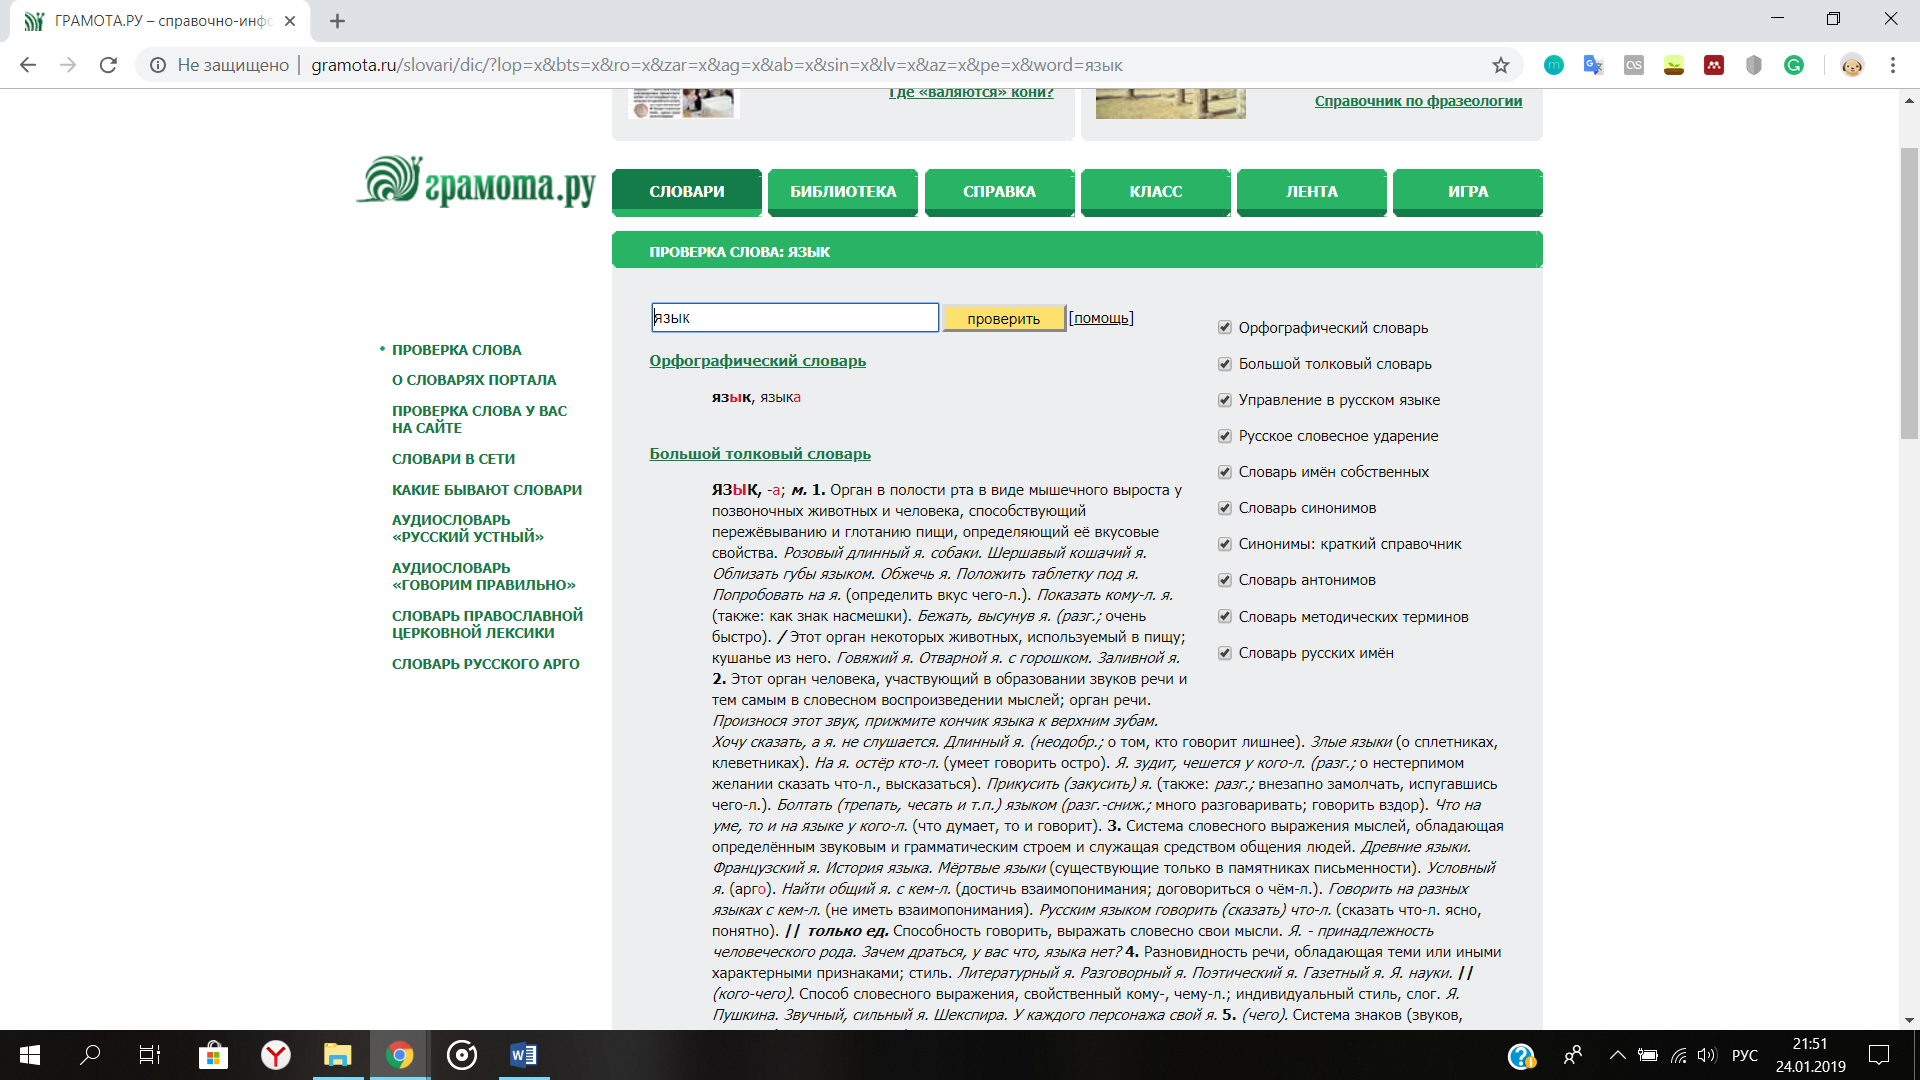 ГРАМОТА.РУ – справочно-инфо
Не защищено | gramota.ru/slovari/dic/?lop=x&bts=x&ro=x&zar=x&ag=x&ab=x&sin=x&lv=x&az=x&pe=x&word=язык
Где «валяются» кони?
Справочник по фразеологии
грамота.ру
СЛОВАРИ
БИБЛИОТЕКА
СПРАВКА
КЛАСС
ЛЕНТА
ИГРА
ПРОВЕРКА СЛОВА: ЯЗЫК
ПРОВЕРКА СЛОВА
О СЛОВАРЯХ ПОРТАЛА
ПРОВЕРКА СЛОВА У ВАС
НА САЙТЕ
СЛОВАРИ В СЕТИ
КАКИЕ БЫВАЮТ СЛОВАРИ
АУДИОСЛОВАРЬ
«РУССКИЙ УСТНЫЙ»
АУДИОСЛОВАРЬ
«ГОВОРИМ ПРАВИЛЬНО»
СЛОВАРЬ ПРАВОСЛАВНОЙ
ЦЕРКОВНОЙ ЛЕКСИКИ
СЛОВАРЬ РУССКОГО АРГО
язык
проверить
[помощь]
Орфографический словарь
Большой толковый словарь
Управление в русском языке
Русское словесное ударение
Словарь имён собственных
Словарь синонимов
Синонимы: краткий справочник
Словарь антонимов
Словарь методических терминов
Словарь русских имён
Орфографический словарь
язык, языка
Большой толковый словарь
ЯЗЫК, -а; м. 1. Орган в полости рта в виде мышечного выроста у
позвоночных животных и человека, способствующий
пережёвыванию и глотанию пищи, определяющий её вкусовые
свойства. Розовый длинный я. собаки. Шершавый кошачий я.
Облизать губы языком. Обжечь я. Положить таблетку под я.
Попробовать на я. (определить вкус чего-л.). Показать кому-л. я.
(также: как знак насмешки). Бежать, высунув я. (разг.; очень
быстро). / Этот орган некоторых животных, используемый в пищу;
кушанье из него. Говяжий я. Отварной я. с горошком. Заливной я.
2. Этот орган человека, участвующий в образовании звуков речи и
тем самым в словесном воспроизведении мыслей; орган речи.
Произнося этот звук, прижмите кончик языка к верхним зубам.
Хочу сказать, а я. не слушается. Длинный я. (неодобр.; о том, кто говорит лишнее). Злые языки (о сплетниках,
клеветниках). На я. остёр кто-л. (умеет говорить остро). Я. зудит, чешется у кого-л. (разг.; о нестерпимом
желании сказать что-л., высказаться). Прикусить (закусить) я. (также: разг.; внезапно замолчать, испугавшись
чего-л.). Болтать (трепать, чесать и т.п.) языком (разг.-сниж.; много разговаривать; говорить вздор). Что на
уме, то и на языке у кого-л. (что думает, то и говорит). 3. Система словесного выражения мыслей, обладающая
определённым звуковым и грамматическим строем и служащая средством общения людей. Древние языки.
Французский я. История языка. Мёртвые языки (существующие только в памятниках письменности). Условный
я. (арго). Найти общий я. с кем-л. (достичь взаимопонимания; договориться о чём-л.). Говорить на разных
языках с кем-л. (не иметь взаимопонимания). Русским языком говорить (сказать) что-л. (сказать что-л. ясно,
понятно). // только ед. Способность говорить, выражать словесно свои мысли. Я. - принадлежность
человеческого рода. Зачем драться, у вас что, языка нет? 4. Разновидность речи, обладающая теми или иными
характерными признаками; стиль. Литературный я. Разговорный я. Поэтический я. Газетный я. Я. науки. //
(кого-чего). Способ словесного выражения, свойственный кому-, чему-л.; индивидуальный стиль, слог. Я.
Пушкина. Звучный, сильный я. Шекспира. У каждого персонажа свой я. 5. (чего). Система знаков (звуков,
РУС
21:51
24.01.2019